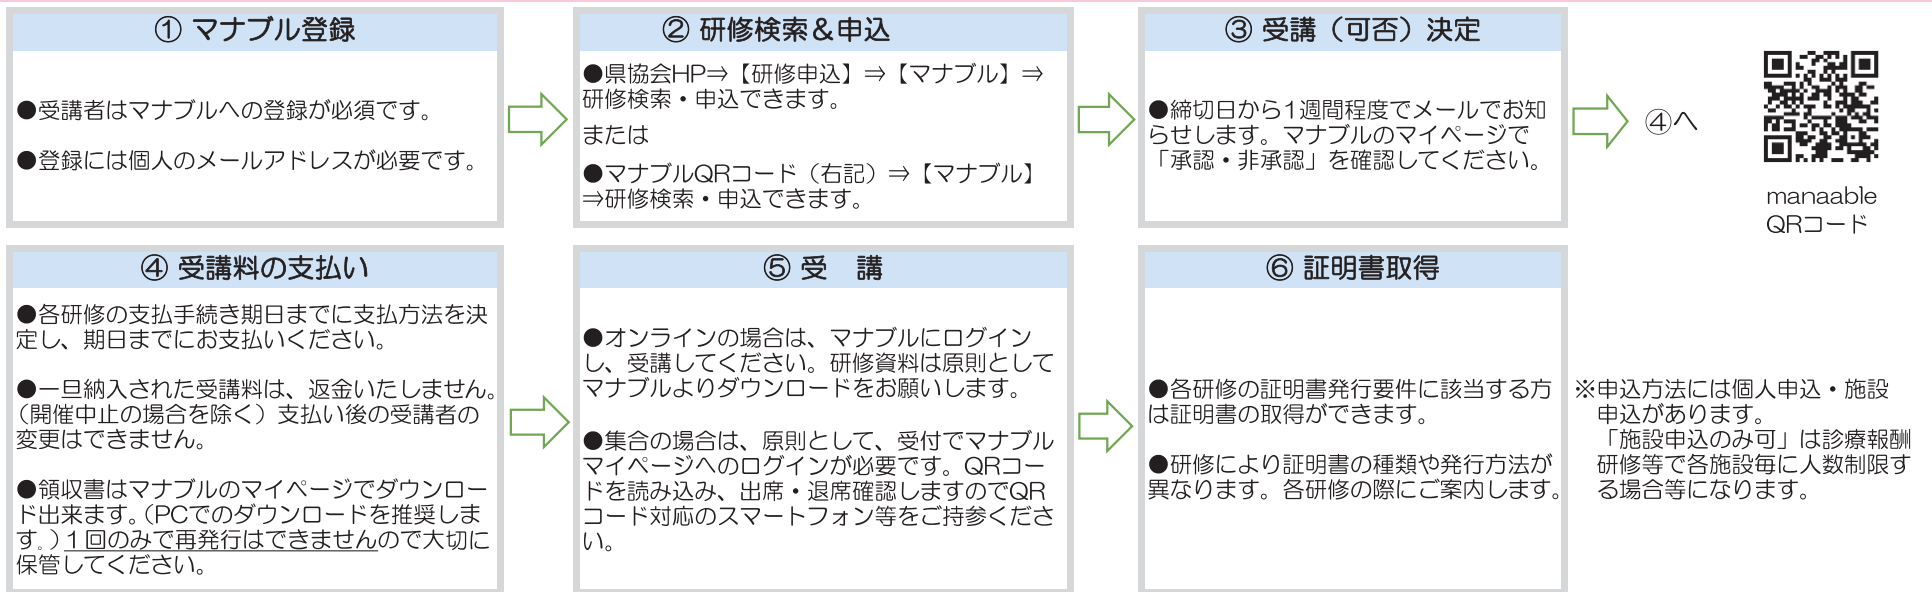 ① マナブル登録
●受講者はマナブルへの登録が必須です。
●登録には個人のメールアドレスが必要です。
② 研修検索＆申込
●県協会HP⇒【研修申込】⇒【マナブル】⇒
研修検索・申込できます。
または
●マナブルQRコード（右記）⇒【マナブル】
⇒研修検索・申込できます。
③ 受講（可否）決定
●締切日から1週間程度でメールでお知
らせします。マナブルのマイページで
「承認・非承認」を確認してください。
④へ
manaable
QRコード
④ 受講料の支払い
●各研修の支払手続き期日までに支払方法を決
定し、期日までにお支払いください。
●一旦納入された受講料は、返金いたしません。
（開催中止の場合を除く）支払い後の受講者の
変更はできません。
●領収書はマナブルのマイページでダウンロー
ド出来ます。（PCでのダウンロードを推奨しま
す。）1回のみで再発行はできませんので大切に
保管してください。
⑤ 受　講
●オンラインの場合は、マナブルにログイン
し、受講してください。研修資料は原則として
マナブルよりダウンロードをお願いします。
●集合の場合は、原則として、受付でマナブル
マイページへのログインが必要です。QRコー
ドを読み込み、出席・退席確認しますのでQR
コード対応のスマートフォン等をご持参くださ
い。
⑥ 証明書取得
●各研修の証明書発行要件に該当する方
は証明書の取得ができます。
●研修により証明書の種類や発行方法が
異なります。各研修の際にご案内します。
※申込方法には個人申込・施設
申込があります。
「施設申込のみ可」は診療報酬
研修等で各施設毎に人数制限す
る場合等になります。